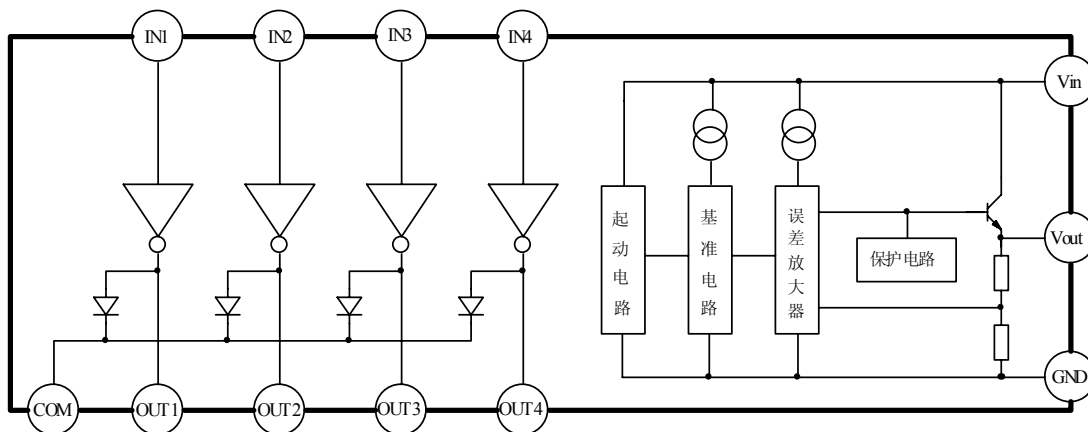 IN1
IN2
IN3
IN4
Vin
起动电路
基准电路
误差放大器
保护电路
Vout
GND
COM
OUT1
OUT2
OUT3
OUT4